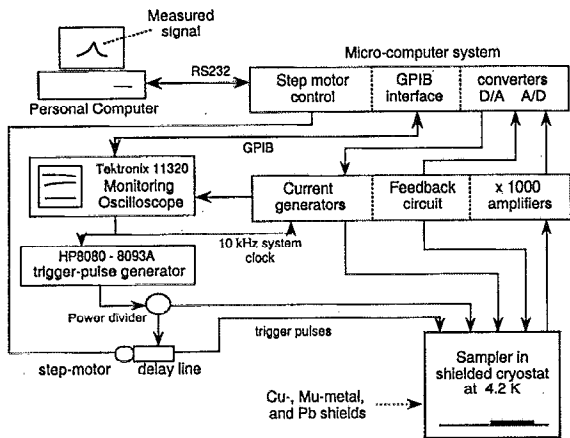 Measured
signal
Micro-computer system
RS232
Personal Computer
Step motor
control
GPIB
interface
converters
D/A A/D
GPIB
Tektronix 11320
Monitoring
Oscilloscope
Current
generators
Feedback
circuit
x 1000
amplifiers
10 kHz system
clock
HP8080 - 8093A
trigger-pulse generator
Power divider
trigger pulses
step-motor
delay line
Sampler in
shielded cryostat
at 4.2 K
Cu-, Mu-metal,
and Pb shields